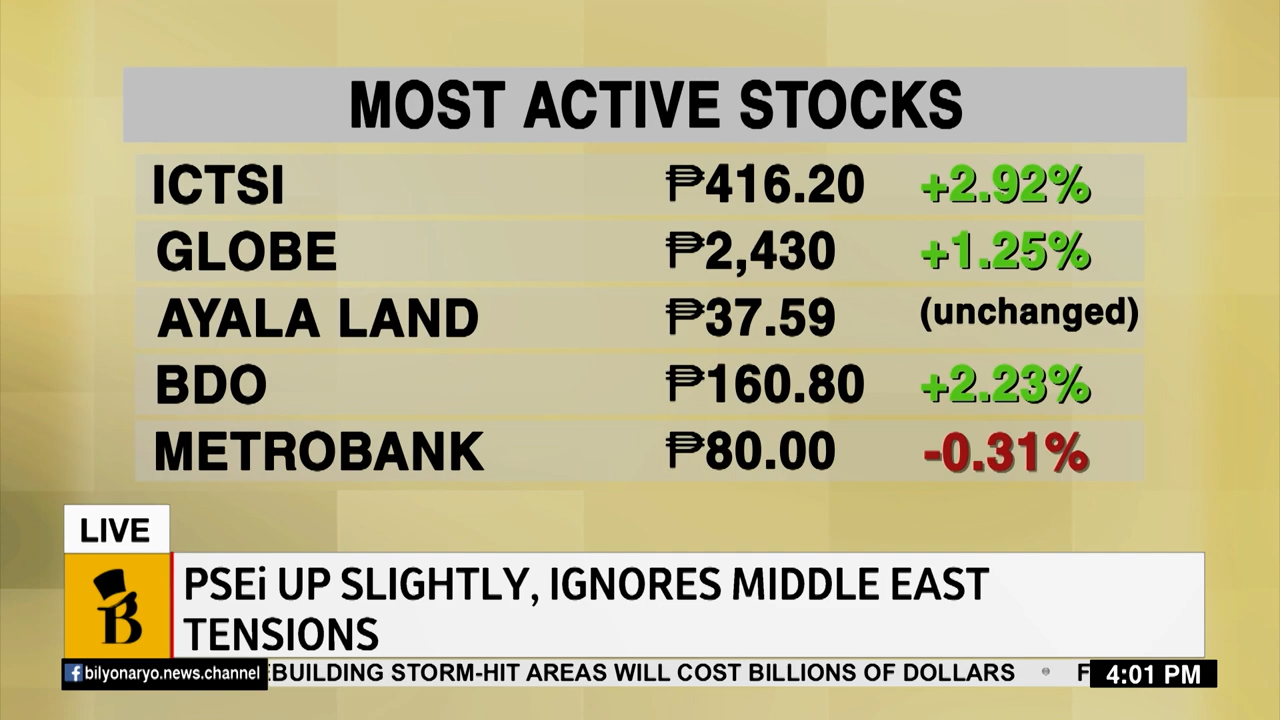 MOST ACTIVE STOCKS
ICTSI ₱416.20 +2.92%
GLOBE ₱2,430 +1.25%
AYALA LAND ₱37.59 (unchanged)
BDO ₱160.80 +2.23%
METROBANK ₱80.00 -0.31%
LIVE
B
PSEi UP SLIGHTLY, IGNORES MIDDLE EAST
TENSIONS
f bilyonaryo.news.channel EBUILDING STORM-HIT AREAS WILL COST BILLIONS OF DOLLARS • F 4:01 PM